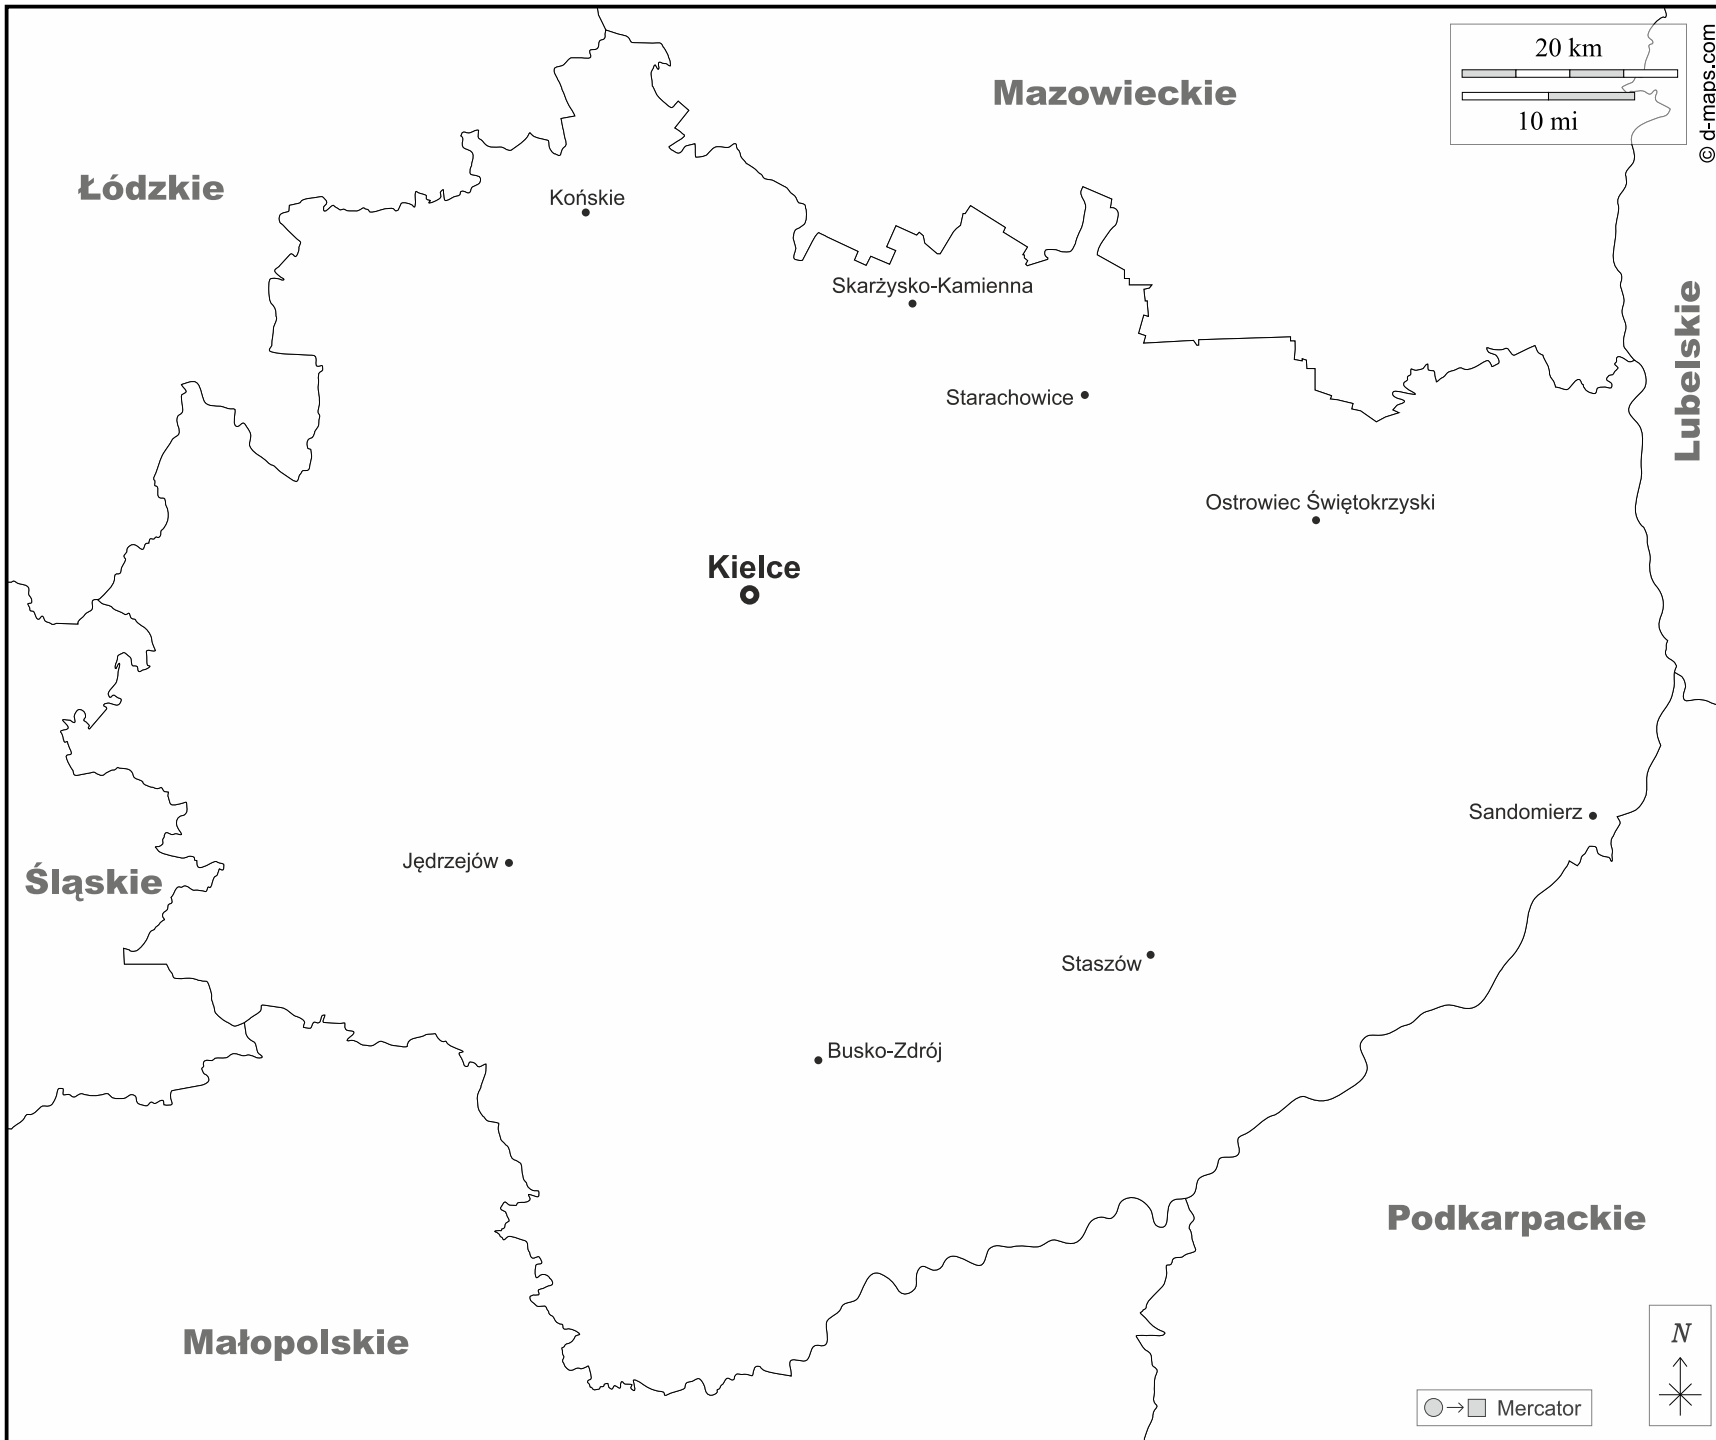 20 km
10 mi
© d-maps.com
Mazowieckie
Łódzkie
Końskie
Skarżysko-Kamienna
Lubelskie
Starachowice
Ostrowiec Świętokrzyski
Kielce
Sandomierz
Jędrzejów
Śląskie
Staszów
Busko-Zdrój
Podkarpackie
Małopolskie
N
Mercator